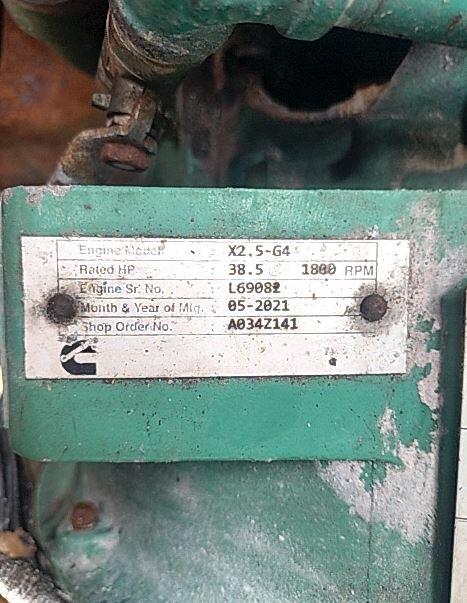 Engine Model : X2.5-G4
Rated HP : 38.5 1800 RPM
Engine Sr. No. : L69082
Month & Year of Mfg. : 05-2021
Shop Order No. : A034Z141